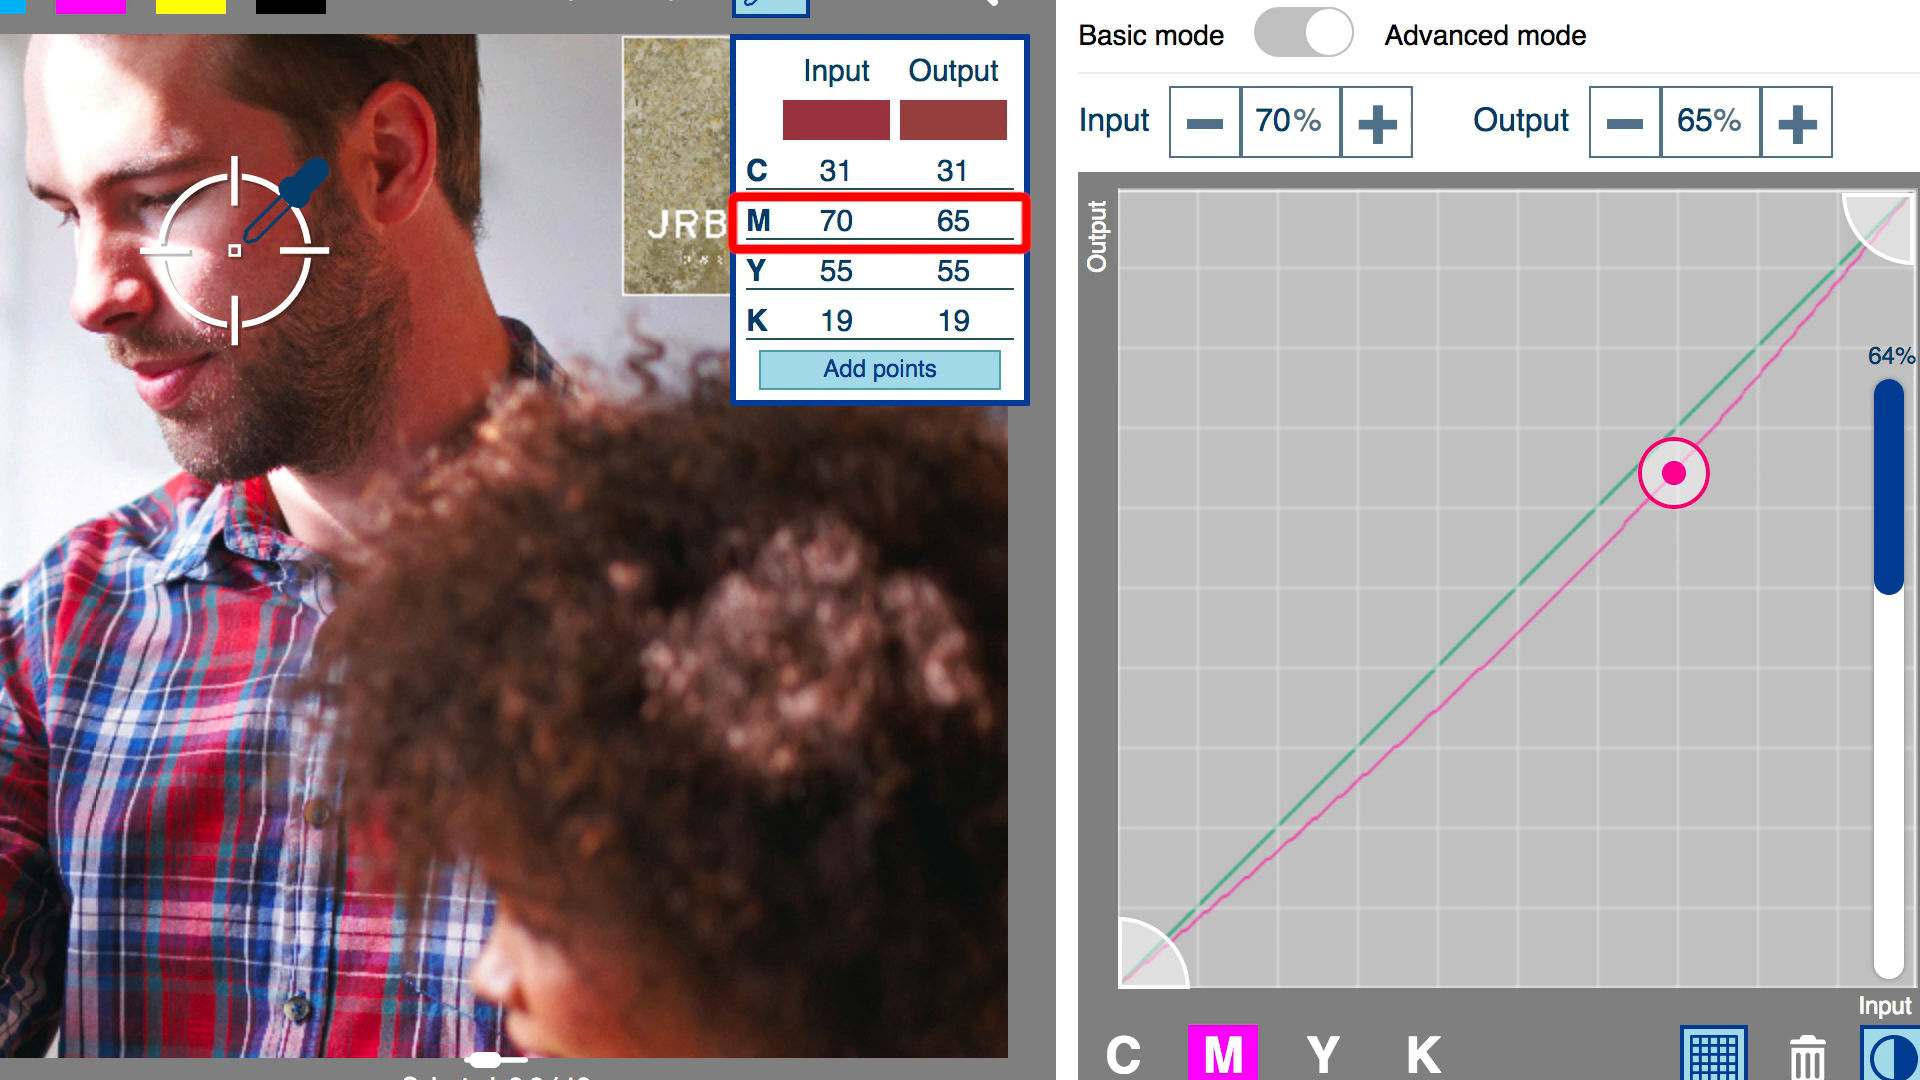 Input Output
C 31 31
M 70 65
Y 55 55
K 19 19
Add points
JRB
Basic mode Advanced mode
Input 70% Output 65%
Output
64%
Input
C M Y K